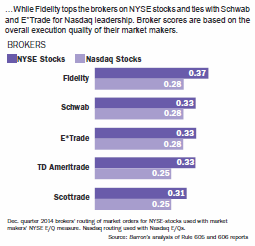 ...While Fidelity tops the brokers on NYSE stocks and ties with Schwab
and E*Trade for Nasdaq leadership. Broker scores are based on the
overall execution quality of their market makers.
BROKERS
NYSE Stocks Nasdaq Stocks
Fidelity 0.37
0.28
Schwab 0.33
0.28
E*Trade 0.33
0.28
TD Ameritrade 0.33
0.25
Scottrade 0.31
0.25
Dec. quarter 2014 brokers' routing of market orders for NYSE-stocks used with market
makers' NYSE E/Q measure. Nasdaq routing used with Nasdaq E/Qs.
Source: Barron's analysis of Rule 605 and 606 reports